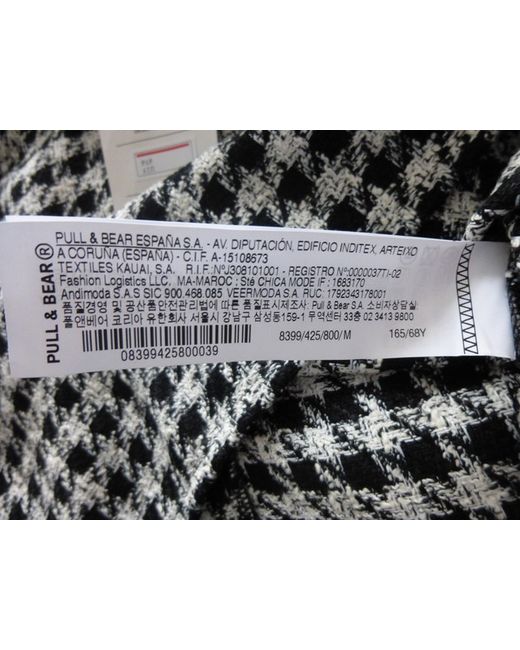 PULL & BEAR®
PULL & BEAR ESPAÑA S.A. - AV. DIPUTACIÓN, EDIFICIO INDITEX, ARTEIXO
A CORUÑA (ESPAÑA) - C.I.F. A-15108673
TEXTILES KAUAI, S.A. R.I.F.:NºJ308101001 - REGISTRO Nº:0000037TI-02
Fashion Logistics LLC, MA-MAROC : Sté CHICA MODE IF : 1683170
Andimoda S.A.S SIC 900.468.085 VEERMODA S.A. RUC: 1792343178001
품질경영및 공산품안전관리법에 따른 품질표시제조사: Pull & Bear S.A. 소비자상담실
앤베어 코리아 유한회사 서울시 강남구 삼성동159-1 무역센터 33층 02 3413 9800
08399425800039
8399/425/800/M
165/68Y